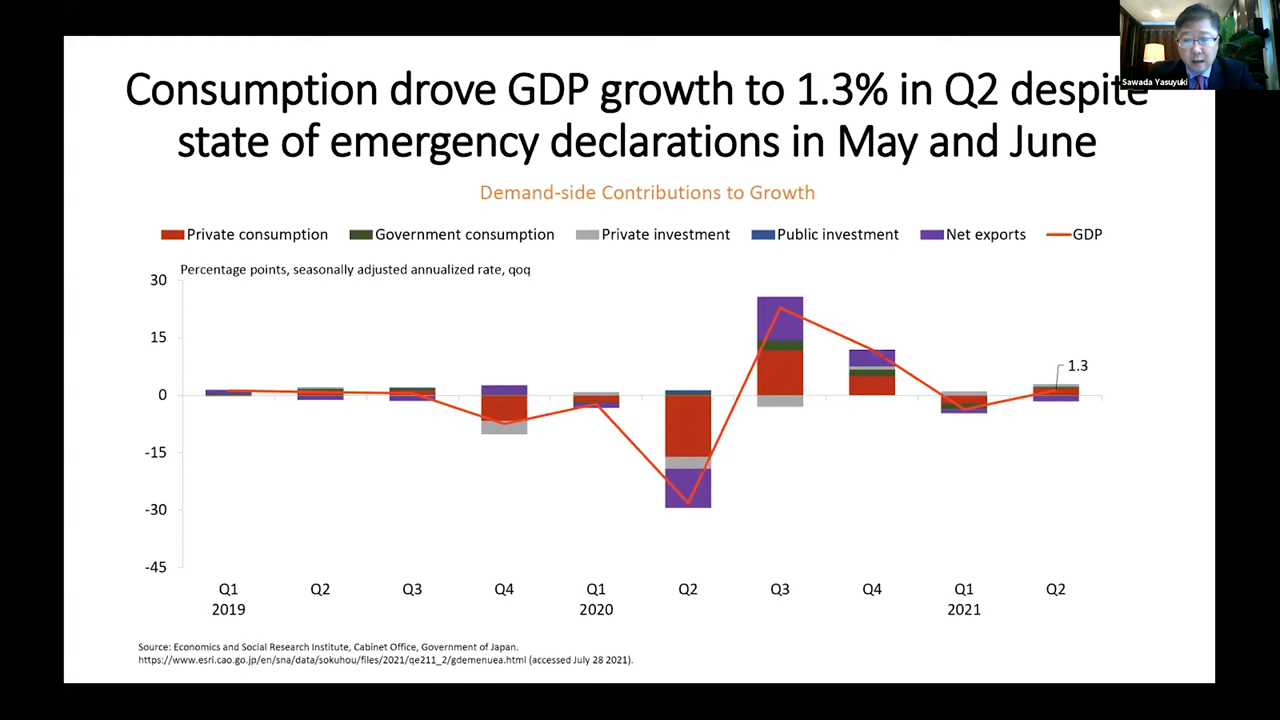 Sawada Yasuyuki
Consumption drove GDP growth to 1.3% in Q2 despite
state of emergency declarations in May and June
Demand-side Contributions to Growth
Private consumption Government consumption Private investment Public investment Net exports GDP
Percentage points, seasonally adjusted annualized rate, qoq
30
15
0
-15
-30
-45
1.3
Q1 Q2 Q3 Q4 Q1 Q2 Q3 Q4 Q1 Q2
2019 2020 2021
Source: Economics and Social Research Institute, Cabinet Office, Government of Japan.
https://www.esri.cao.go.jp/en/sna/data/sokuhou/files/2021/qe211_2/gdemenuea.html (accessed July 28 2021).